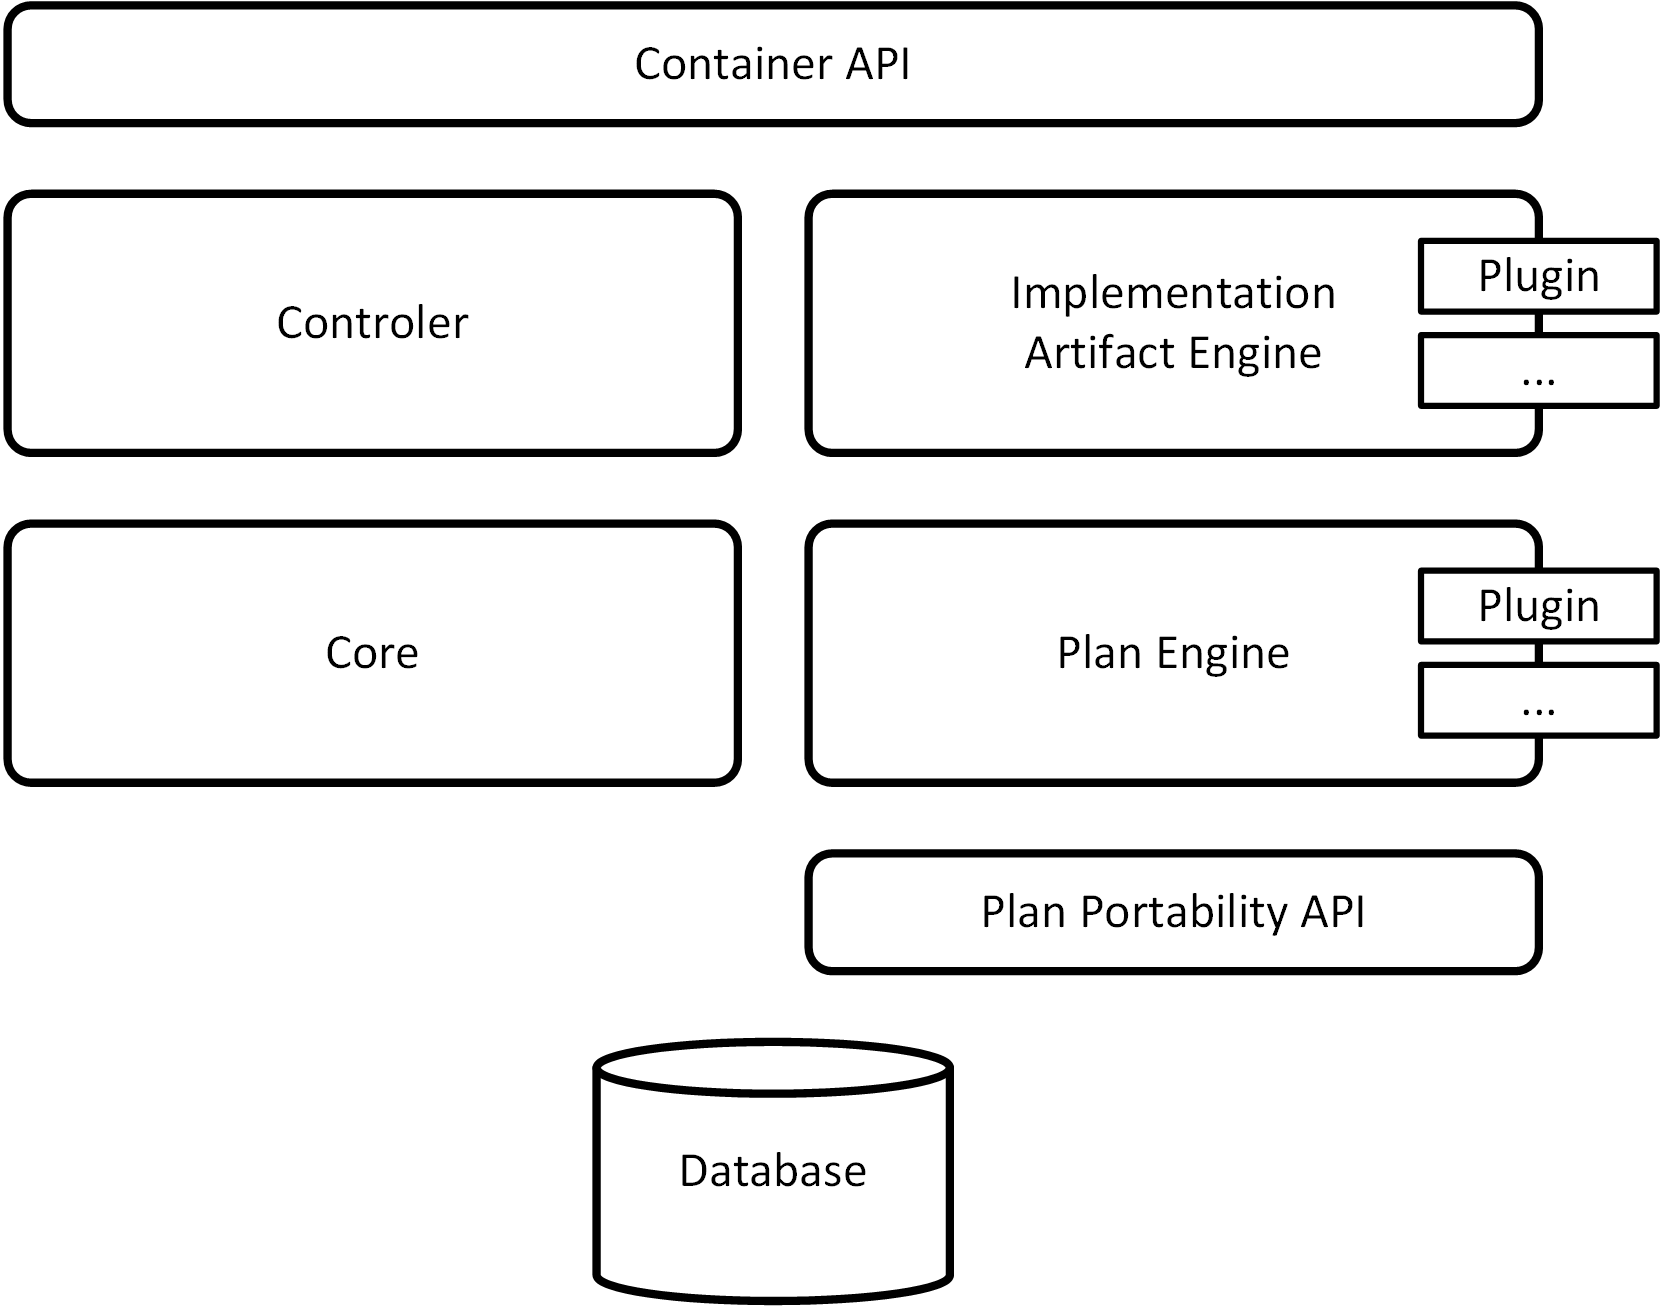 Container API
Controler
Implementation
Artifact Engine
Plugin
...
Core
Plan Engine
Plugin
...
Plan Portability API
Database